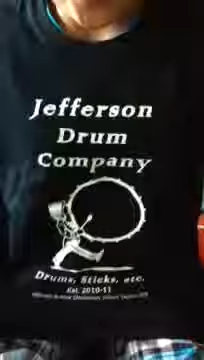 Jefferson
Drum
Company
Drums, Sticks, etc.
Est. 2010-11